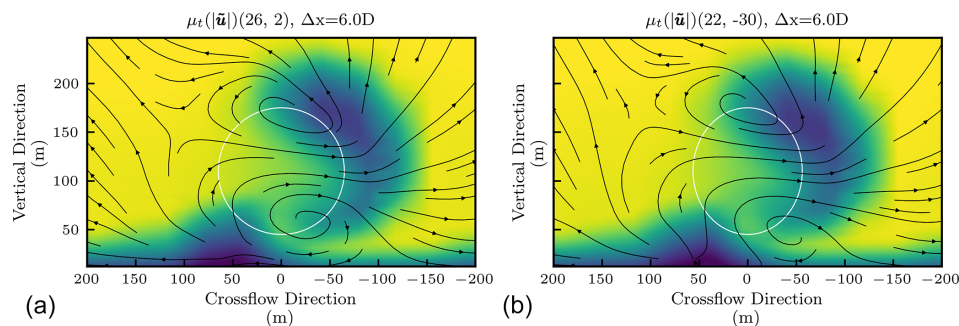 μₜ(|ũ|)(26, 2), Δx=6.0D
μₜ(|ũ|)(22, -30), Δx=6.0D
Vertical Direction
(m)
200
150
100
50
200 150 100 50 0 −50 −100 −150 −200
Crossflow Direction
(m)
(a)
Vertical Direction
(m)
200
150
100
50
200 150 100 50 0 −50 −100 −150 −200
Crossflow Direction
(m)
(b)